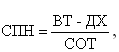 СПН = (ВТ - ДХ) / СОТ,